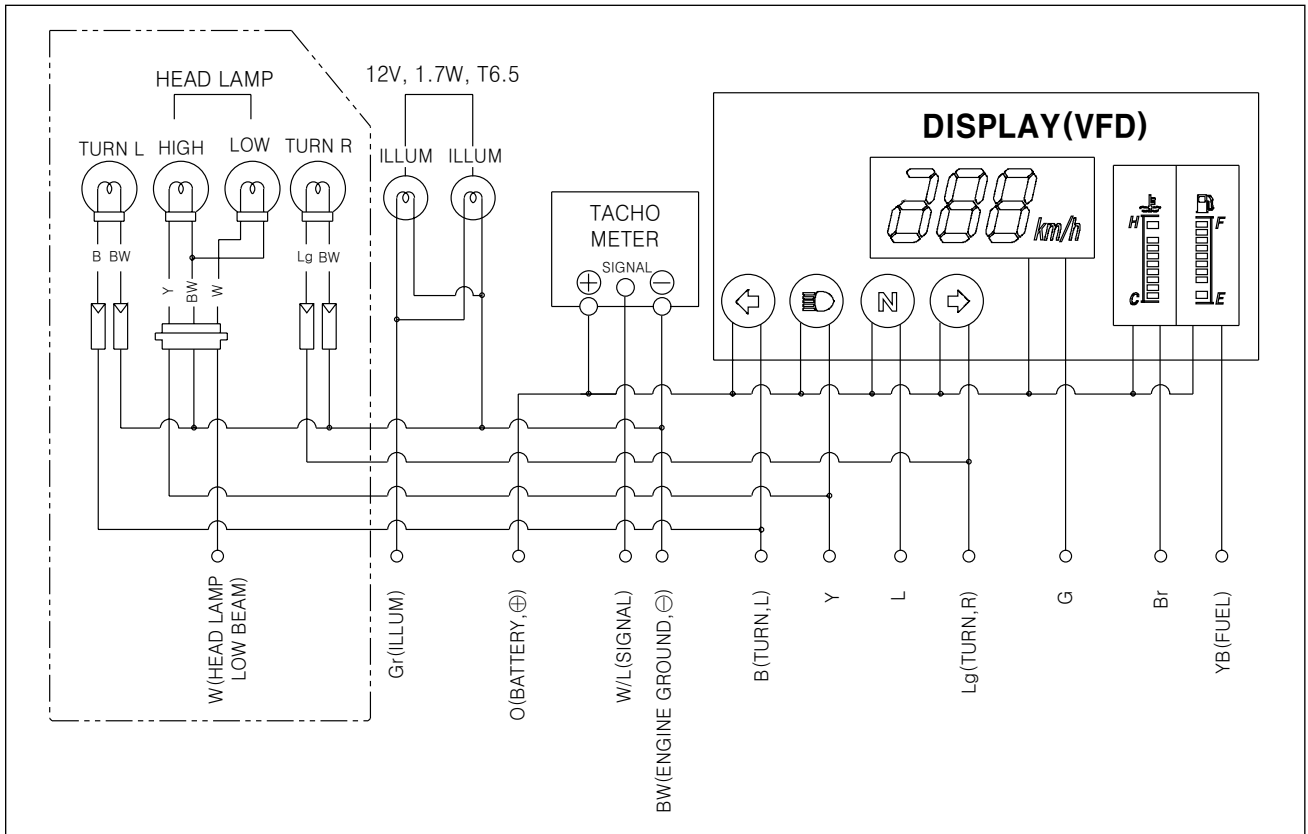 HEAD LAMP
TURN L
HIGH
LOW
TURN R
B
BW
Y
BW
W
Lg
BW
12V, 1.7W, T6.5
ILLUM
ILLUM
TACHO
METER
SIGNAL
⊕
⊖
DISPLAY(VFD)
288
km/h
N
H
C
F
E
W(HEAD LAMP
LOW BEAM)
Gr(ILLUM)
O(BATTERY,⊕)
W/L(SIGNAL)
BW(ENGINE GROUND,⊖)
B(TURN,L)
Y
L
Lg(TURN,R)
G
Br
YB(FUEL)